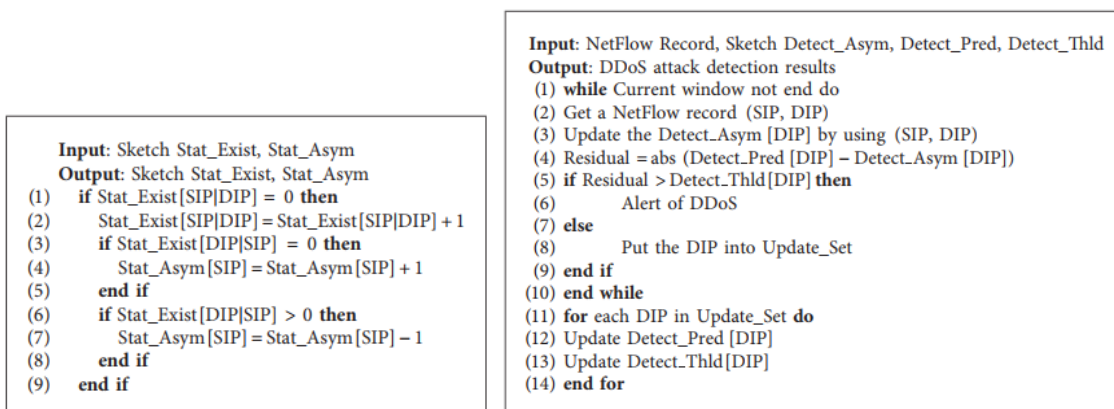 Input: Sketch Stat_Exist, Stat_Asym
Output: Sketch Stat_Exist, Stat_Asym
(1) if Stat_Exist[SIP|DIP] = 0 then
(2) Stat_Exist[SIP|DIP] = Stat_Exist[SIP|DIP] + 1
(3) if Stat_Exist[DIP|SIP] = 0 then
(4) Stat_Asym[SIP] = Stat_Asym[SIP] + 1
(5) end if
(6) if Stat_Exist[DIP|SIP] > 0 then
(7) Stat_Asym[SIP] = Stat_Asym[SIP] − 1
(8) end if
(9) end if
Input: NetFlow Record, Sketch Detect_Asym, Detect_Pred, Detect_Thld
Output: DDoS attack detection results
(1) while Current window not end do
(2) Get a NetFlow record (SIP, DIP)
(3) Update the Detect_Asym [DIP] by using (SIP, DIP)
(4) Residual = abs (Detect_Pred [DIP] − Detect_Asym [DIP])
(5) if Residual > Detect_Thld[DIP] then
(6) Alert of DDoS
(7) else
(8) Put the DIP into Update_Set
(9) end if
(10) end while
(11) for each DIP in Update_Set do
(12) Update Detect_Pred [DIP]
(13) Update Detect_Thld[DIP]
(14) end for